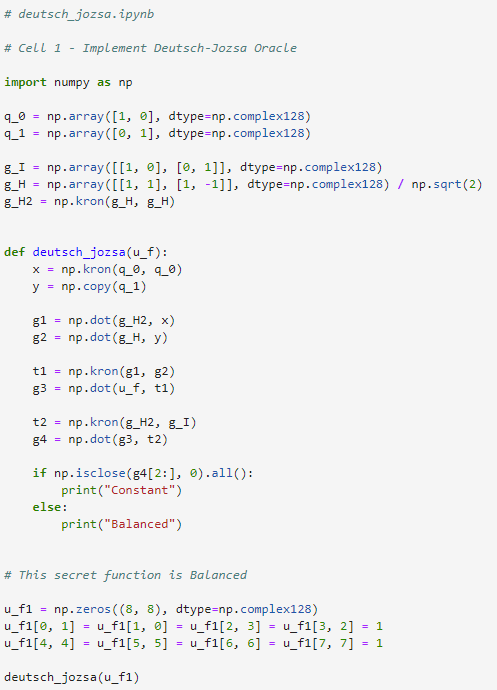 # deutsch_jozsa.ipynb
# Cell 1 - Implement Deutsch-Jozsa Oracle
import numpy as np
q_0 = np.array([1, 0], dtype=np.complex128)
q_1 = np.array([0, 1], dtype=np.complex128)
g_I = np.array([[1, 0], [0, 1]], dtype=np.complex128)
g_H = np.array([[1, 1], [1, -1]], dtype=np.complex128) / np.sqrt(2)
g_H2 = np.kron(g_H, g_H)
def deutsch_jozsa(u_f):
    x = np.kron(q_0, q_0)
    y = np.copy(q_1)
    g1 = np.dot(g_H2, x)
    g2 = np.dot(g_H, y)
    t1 = np.kron(g1, g2)
    g3 = np.dot(u_f, t1)
    t2 = np.kron(g_H2, g_I)
    g4 = np.dot(g3, t2)
    if np.isclose(g4[2:], 0).all():
        print("Constant")
    else:
        print("Balanced")
# This secret function is Balanced
u_f1 = np.zeros((8, 8), dtype=np.complex128)
u_f1[0, 1] = u_f1[1, 0] = u_f1[2, 3] = u_f1[3, 2] = 1
u_f1[4, 4] = u_f1[5, 5] = u_f1[6, 6] = u_f1[7, 7] = 1
deutsch_jozsa(u_f1)